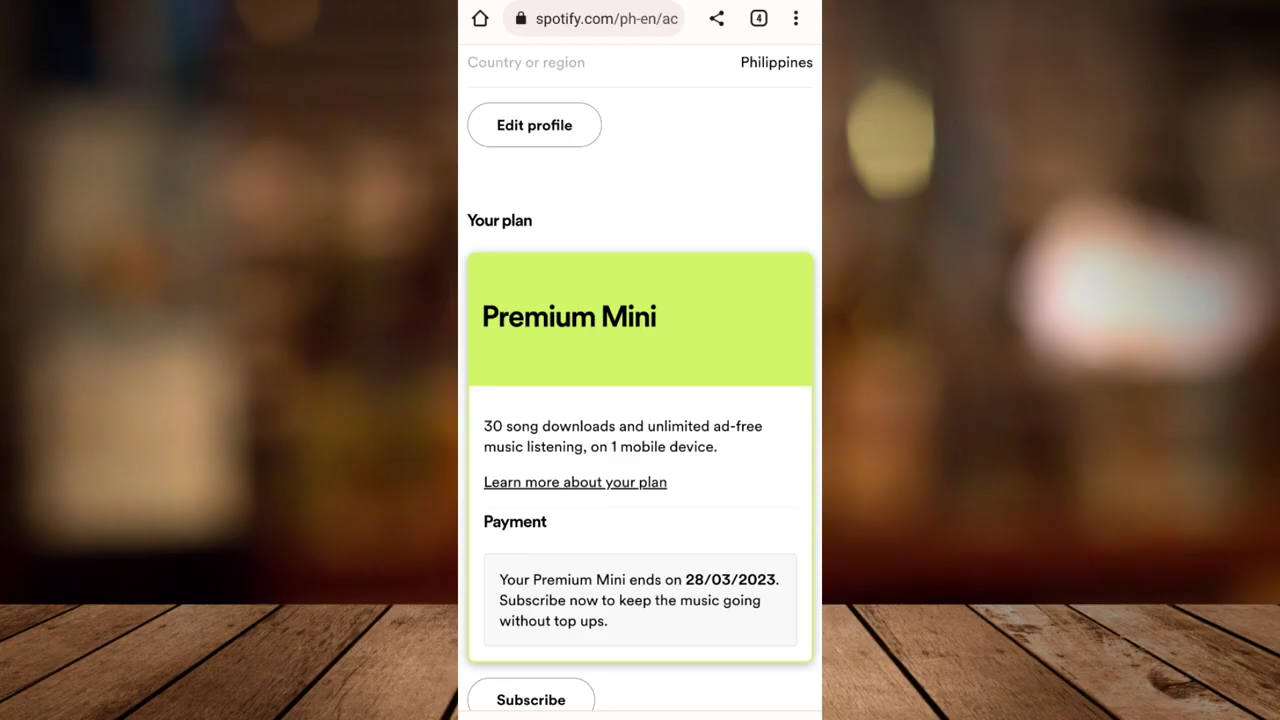 spotify.com/ph-en/ac
4
Country or region Philippines
Edit profile
Your plan
Premium Mini
30 song downloads and unlimited ad-free
music listening, on 1 mobile device.
Learn more about your plan
Payment
Your Premium Mini ends on 28/03/2023.
Subscribe now to keep the music going
without top ups.
Subscribe